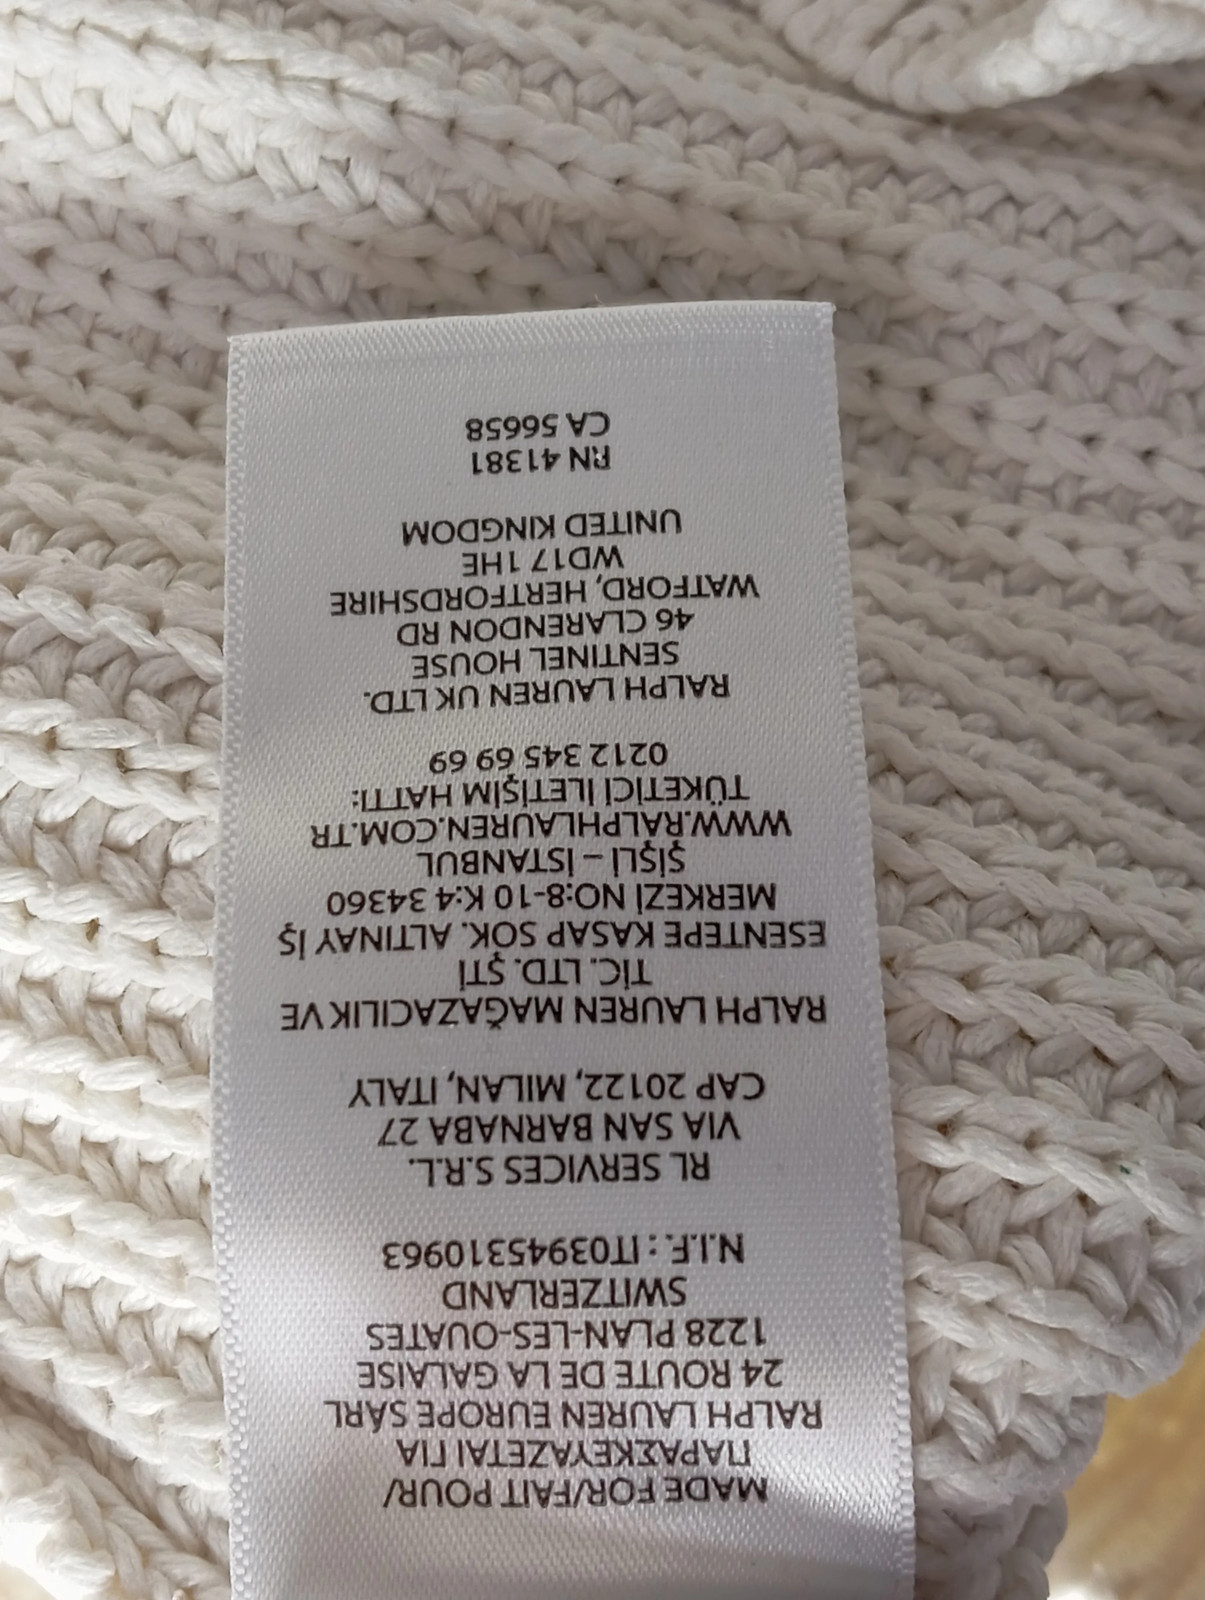 MADE FOR/FAIT POUR/
ΠΑΡΑΣΚΕΥΑΖΕΤΑΙ ΓΙΑ
RALPH LAUREN EUROPE SÀRL
24 ROUTE DE LA GALAISE
1228 PLAN-LES-OUATES
SWITZERLAND
N.I.F. : IT03945310963
RL SERVICES S.R.L.
VIA SAN BARNABA 27
CAP 20122, MILAN, ITALY
RALPH LAUREN MAĞAZACILIK VE
TİC. LTD. ŞTİ
ESENTEPE KASAP SOK. ALTINAY İŞ
MERKEZİ NO:8-10 K:4 34360
ŞİŞLİ – İSTANBUL
WWW.RALPHLAUREN.COM.TR
TÜKETİCİ İLETİŞİM HATTI:
0212 345 69 69
RALPH LAUREN UK LTD.
SENTINEL HOUSE
46 CLARENDON RD
WATFORD, HERTFORDSHIRE
WD17 1HE
UNITED KINGDOM
RN 41381
CA 56658